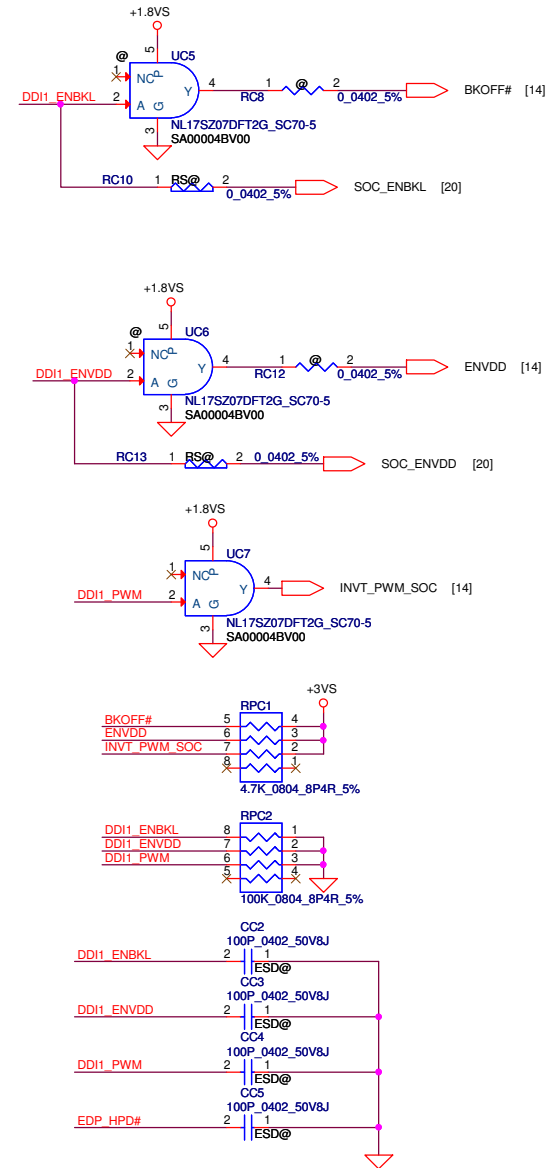 +1.8VS
@ 5 UC5
1 NC P
DDI1_ENBKL 2 A G Y 4 RC8 1 @ 2 0_0402_5% BKOFF# [14]
3 NL17SZ07DFT2G_SC70-5
SA00004BV00
RC10 1 RS@ 2 0_0402_5% SOC_ENBKL [20]
+1.8VS
@ 5 UC6
1 NC P
DDI1_ENVDD 2 A G Y 4 RC12 1 @ 2 0_0402_5% ENVDD [14]
3 NL17SZ07DFT2G_SC70-5
SA00004BV00
RC13 1 RS@ 2 0_0402_5% SOC_ENVDD [20]
+1.8VS
5 UC7
1 NC P
DDI1_PWM 2 A G Y 4 INVT_PWM_SOC [14]
3 NL17SZ07DFT2G_SC70-5
SA00004BV00
+3VS
RPC1
BKOFF# 5 4
ENVDD 6 3
INVT_PWM_SOC 7 2
8 1
4.7K_0804_8P4R_5%
RPC2
DDI1_ENBKL 8 1
DDI1_ENVDD 7 2
DDI1_PWM 6 3
5 4
100K_0804_8P4R_5%
CC2
100P_0402_50V8J
DDI1_ENBKL 2 1
ESD@
CC3
100P_0402_50V8J
DDI1_ENVDD 2 1
ESD@
CC4
100P_0402_50V8J
DDI1_PWM 2 1
ESD@
CC5
100P_0402_50V8J
EDP_HPD# 2 1
ESD@